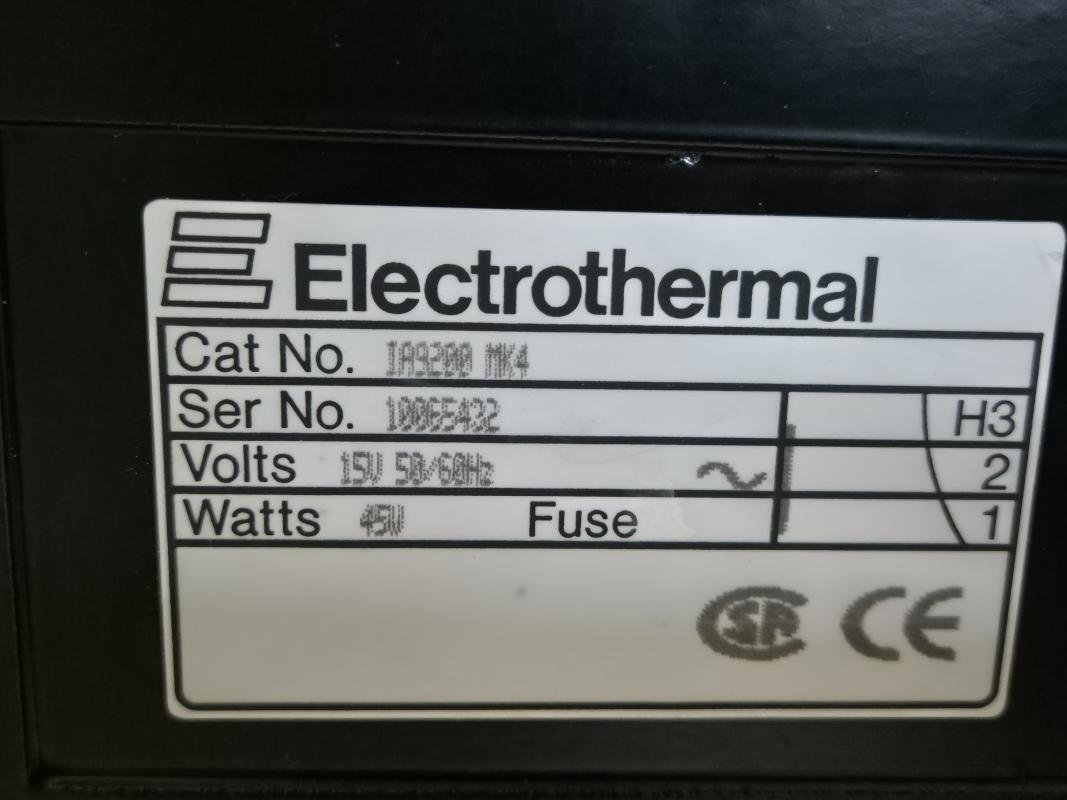 Electrothermal
Cat No. IA9200 MK4
Ser No. 10065432
H3
Volts 15V 50/60Hz ~
2
Watts 45W Fuse
1
CSA CE